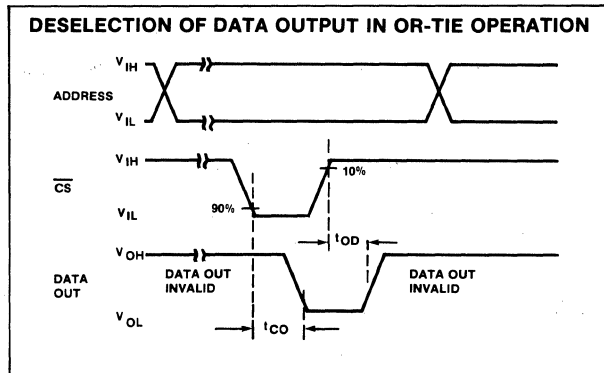 DESELECTION OF DATA OUTPUT IN OR-TIE OPERATION
VIH
ADDRESS
VIL
VIH
10%
CS
90%
VIL
tOD
VOH
DATA OUT INVALID
DATA OUT INVALID
DATA OUT
VOL
tCO